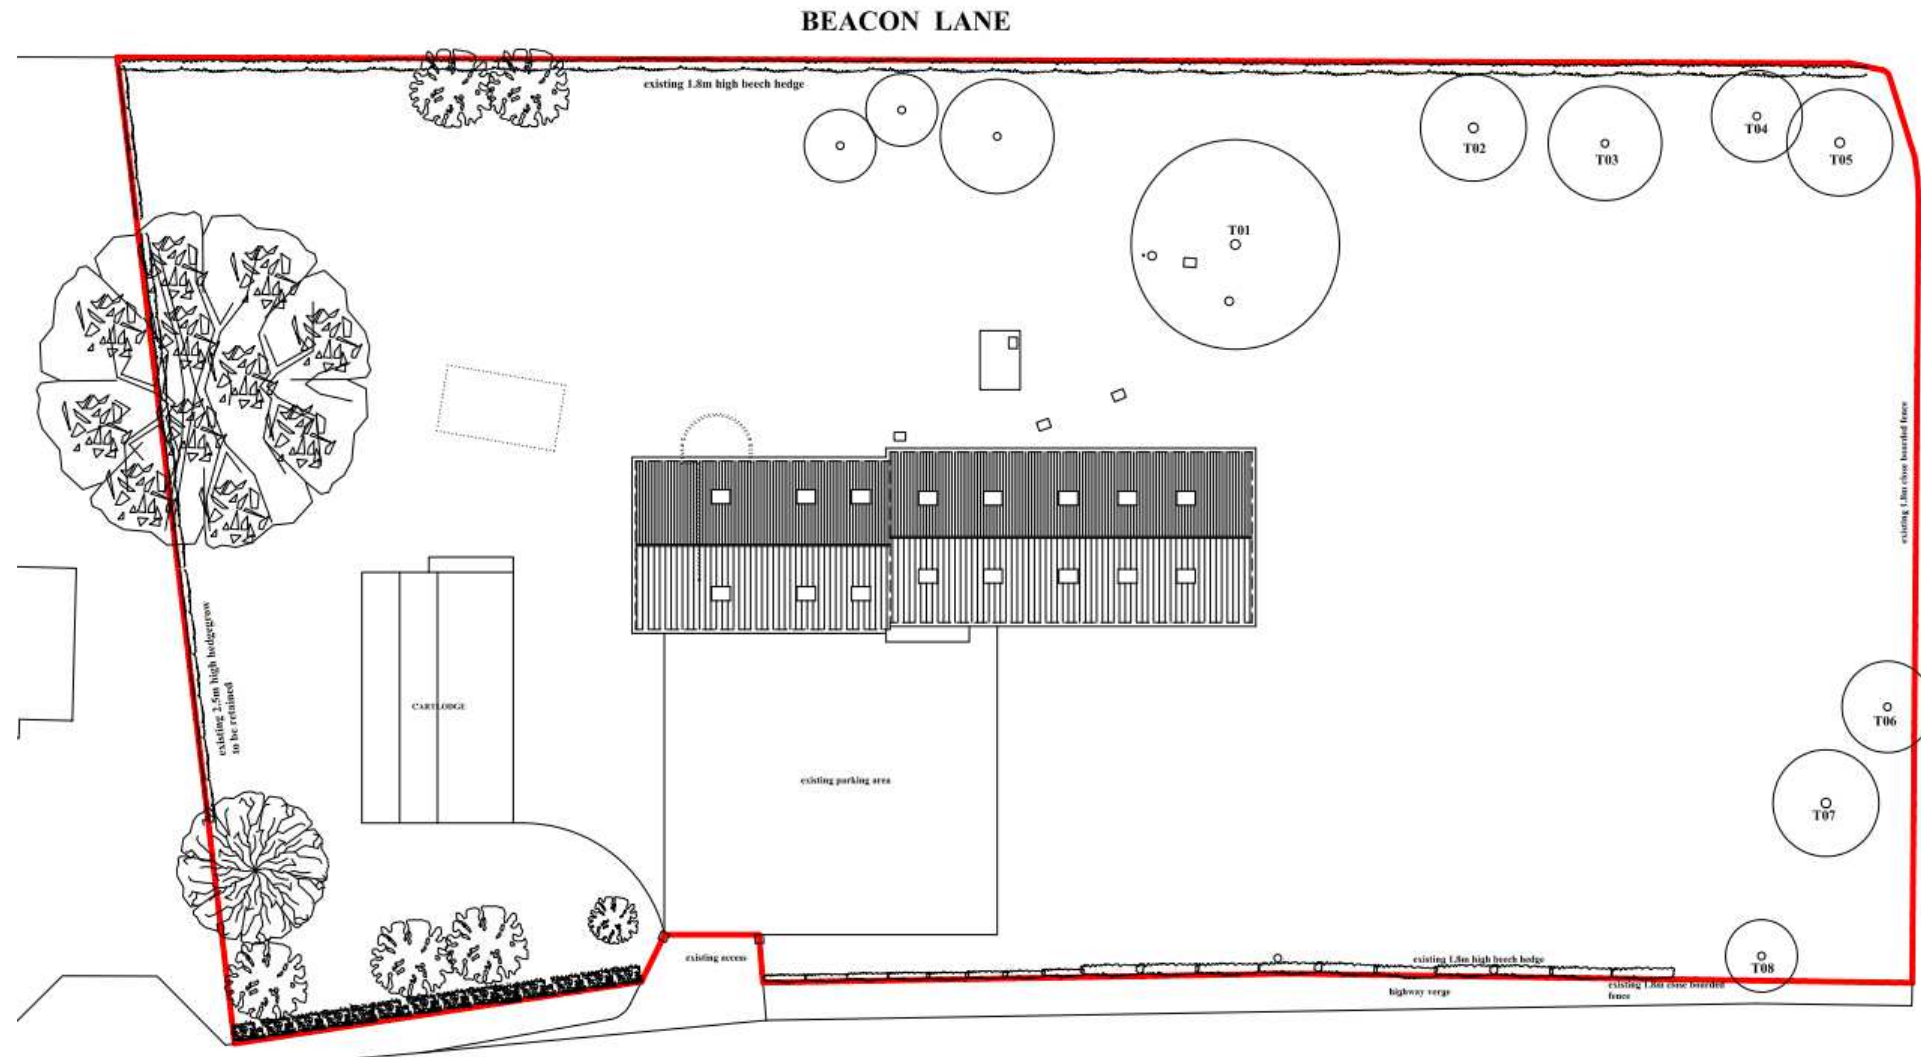 BEACON LANE
existing 1.8m high beech hedge
T04
T02
T03
T05
T01
existing 1.8m close boarded fence
existing 2.5m high hedgegrow
to be retained
CARTLODGE
T06
existing parking area
T07
existing access
existing 1.8m high beech hedge
T08
highway verge
existing 1.8m close boarded
fence